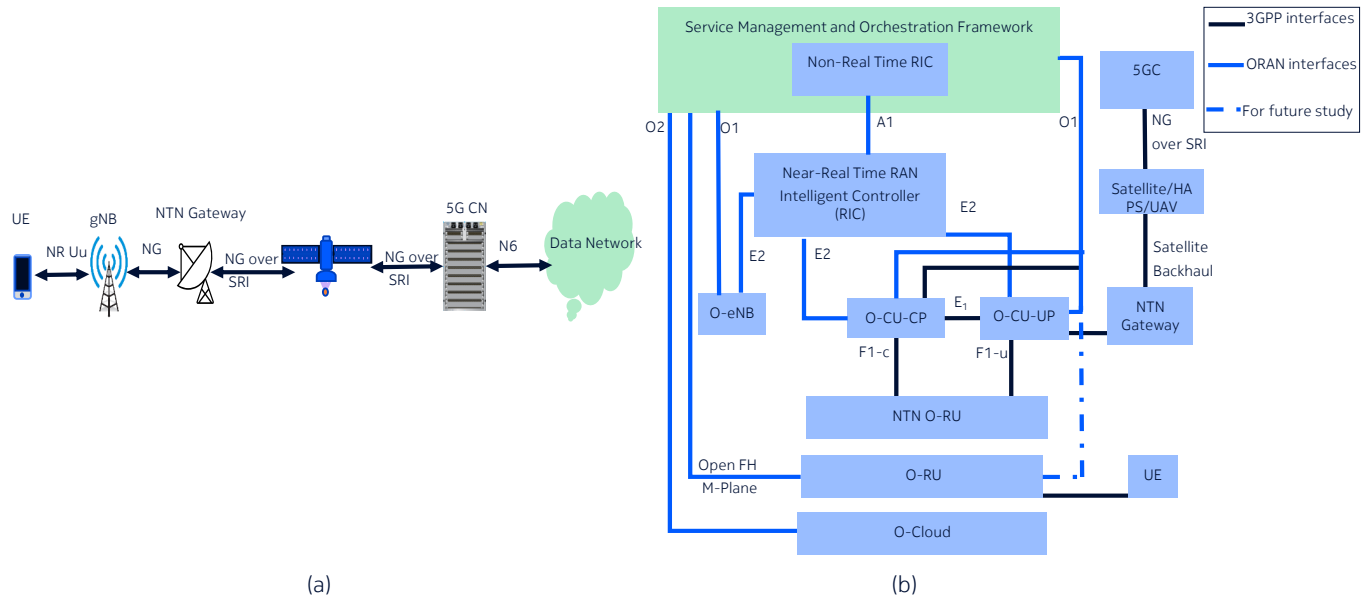 UE
gNB
NTN Gateway
5G CN
NR Uu
NG
NG over
SRI
NG over
SRI
N6
Data Network
(a)
Service Management and Orchestration Framework
Non-Real Time RIC
O2
O1
A1
O1
Near-Real Time RAN
Intelligent Controller
(RIC)
E2
E2
E2
O-eNB
O-CU-CP
E₁
O-CU-UP
F1-c
F1-u
NTN O-RU
Open FH
M-Plane
O-RU
UE
O-Cloud
5GC
NG
over SRI
Satellite/HA
PS/UAV
Satellite
Backhaul
NTN
Gateway
3GPP interfaces
ORAN interfaces
For future study
(b)